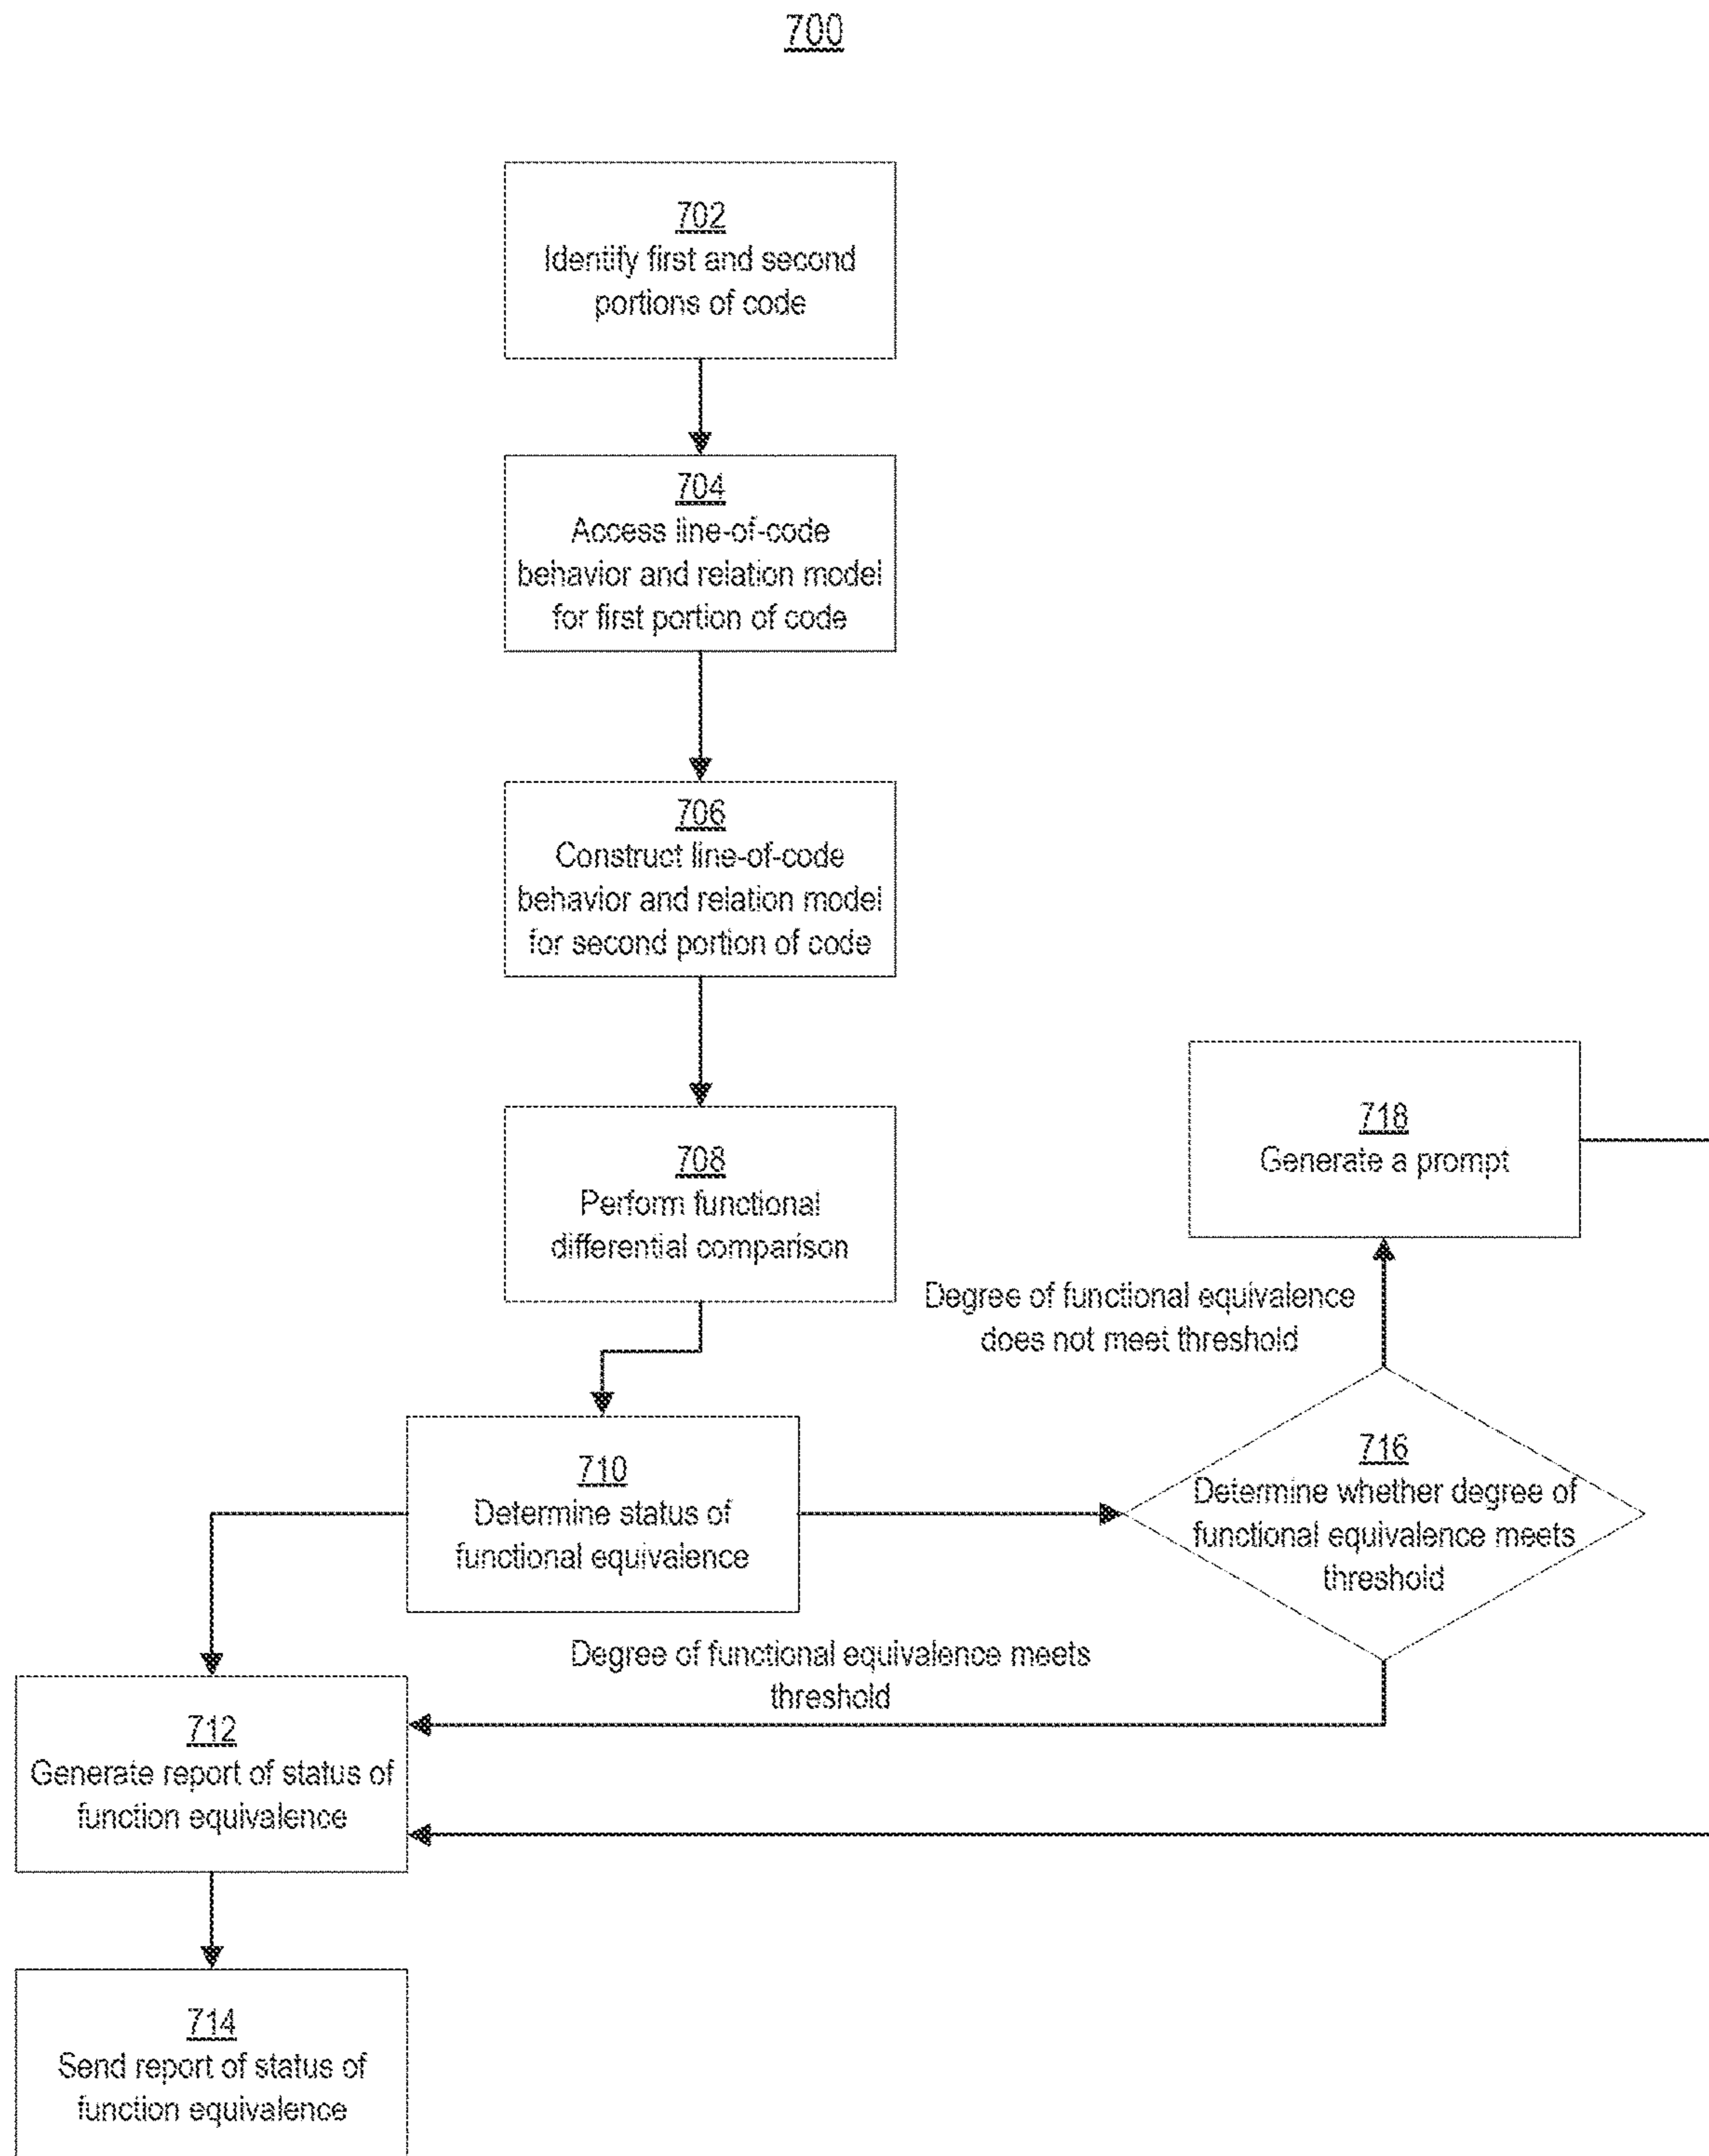 700
702
Identify first and second
portions of code
704
Access line-of-code
behavior and relation model
for first portion of code
706
Construct line-of-code
behavior and relation model
for second portion of code
708
Perform functional
differential comparison
718
Generate a prompt
Degree of functional equivalence
does not meet threshold
710
Determine status of
functional equivalence
716
Determine whether degree of
functional equivalence meets
threshold
Degree of functional equivalence meets
threshold
712
Generate report of status of
function equivalence
714
Send report of status of
function equivalence